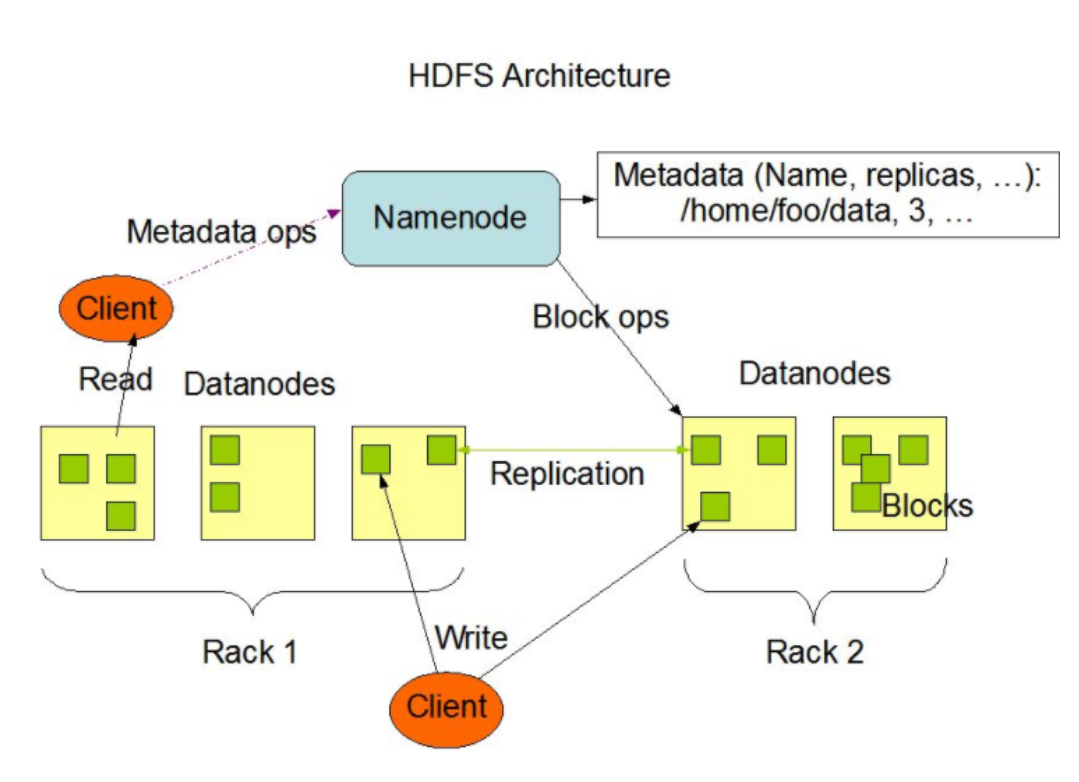 HDFS Architecture
Metadata (Name, replicas, …):
/home/foo/data, 3, …
Namenode
Metadata ops
Client
Block ops
Read
Datanodes
Datanodes
Replication
Blocks
Rack 1
Write
Rack 2
Client